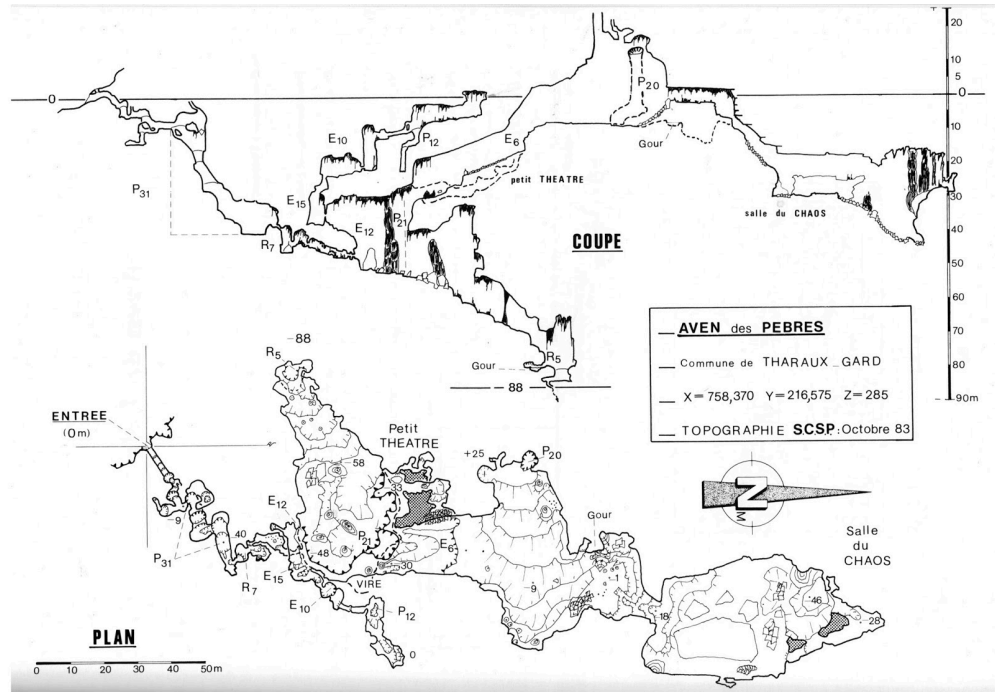 20
10
5
0
10
20
30
40
50
60
70
80
90m
0
P20
E10
P12
E6
Gour
petit THEATRE
P31
E15
E12
P21
R7
salle du CHAOS
COUPE
R5
Gour
- 88
AVEN des PEBRES
Commune de THARAUX_GARD
X=758,370 Y=216,575 Z=285
TOPOGRAPHIE S.C.S.P: Octobre 83
N
M
-88
R5
ENTREE
(0m)
Petit
THEATRE
58
33
+25
P20
E12
9
P31
40
P21
48
E6
30
Gour
Salle
du
CHAOS
R7
E15
VIRE
E10
P12
0
9
1
18
46
28
PLAN
0 10 20 30 40 50m